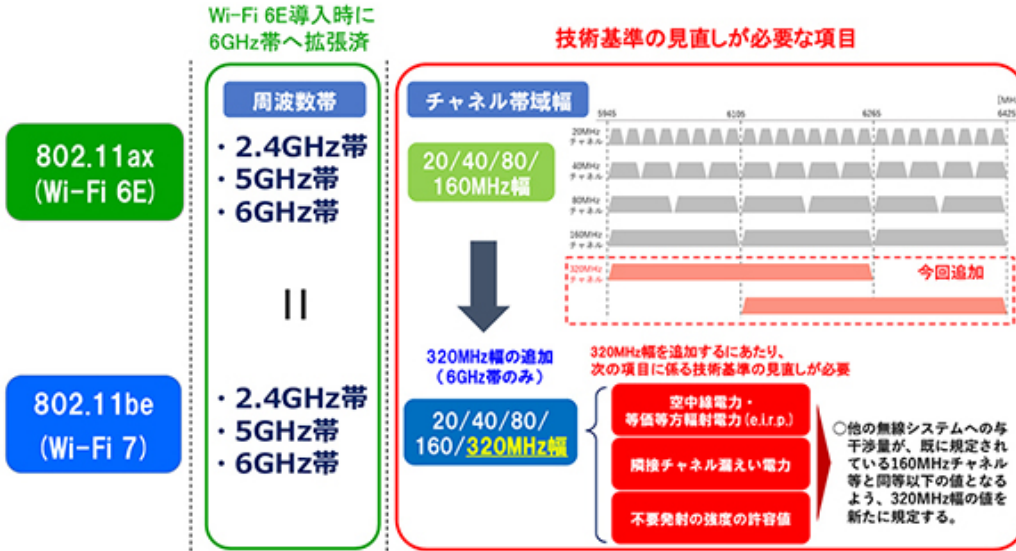 Wi-Fi 6E導入時に
6GHz帯へ拡張済
技術基準の見直しが必要な項目
周波数帯
チャネル帯域幅
[MH
5945
6105
6265
6425
802.11ax
(Wi-Fi 6E)
・2.4GHz帯
・5GHz帯
・6GHz帯
20/40/80/
160MHz幅
20MHz
チャネル
40MHz
チャネル
80MHz
チャネル
160MHz
チャネル
320MHz
チャネル
今回追加
=
320MHz幅の追加
(6GHz帯のみ)
320MHz幅を追加するにあたり、
次の項目に係る技術基準の見直しが必要
802.11be
(Wi-Fi 7)
・2.4GHz帯
・5GHz帯
・6GHz帯
20/40/80/
160/320MHz幅
空中線電力・
等価等方輻射電力(e.i.r.p.)
隣接チャネル漏えい電力
不要発射の強度の許容値
○他の無線システムへの与
干渉量が、既に規定され
ている160MHzチャネル
等と同等以下の値となる
よう、320MHz幅の値を
新たに規定する。